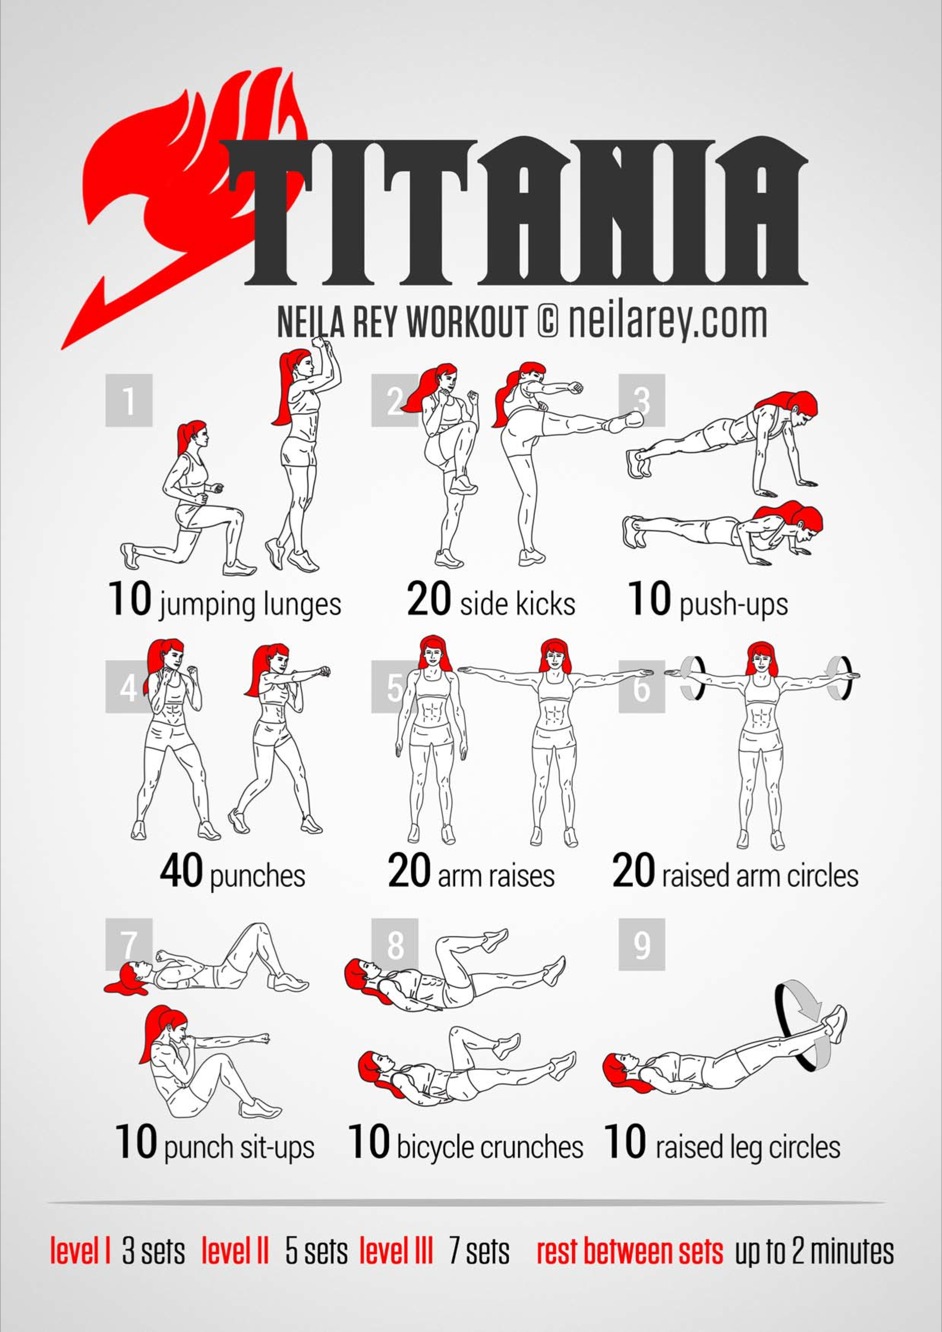 TITANIA
NEILA REY WORKOUT © neilarey.com
1
2
3
10 jumping lunges
20 side kicks
10 push-ups
4
5
6
40 punches
20 arm raises
20 raised arm circles
7
8
9
10 punch sit-ups
10 bicycle crunches
10 raised leg circles
level I 3 sets level II 5 sets level III 7 sets rest between sets up to 2 minutes